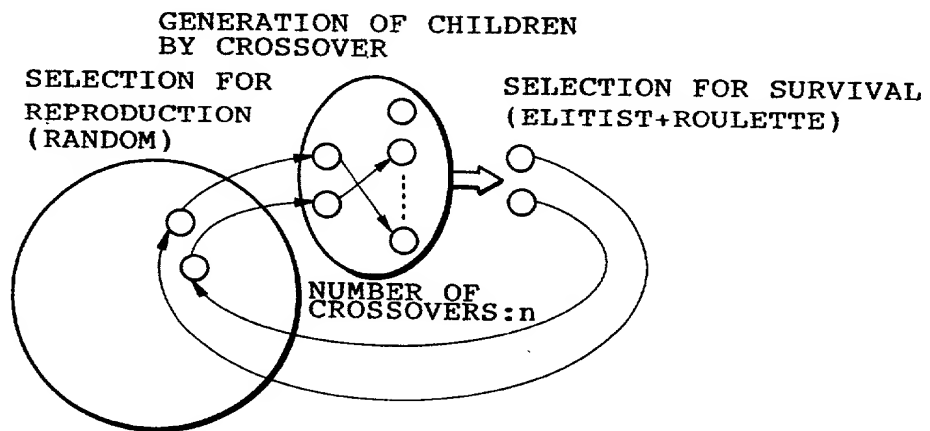 GENERATION OF CHILDREN
BY CROSSOVER
SELECTION FOR
REPRODUCTION
(RANDOM)
SELECTION FOR SURVIVAL
(ELITIST+ROULETTE)
NUMBER OF
CROSSOVERS:n